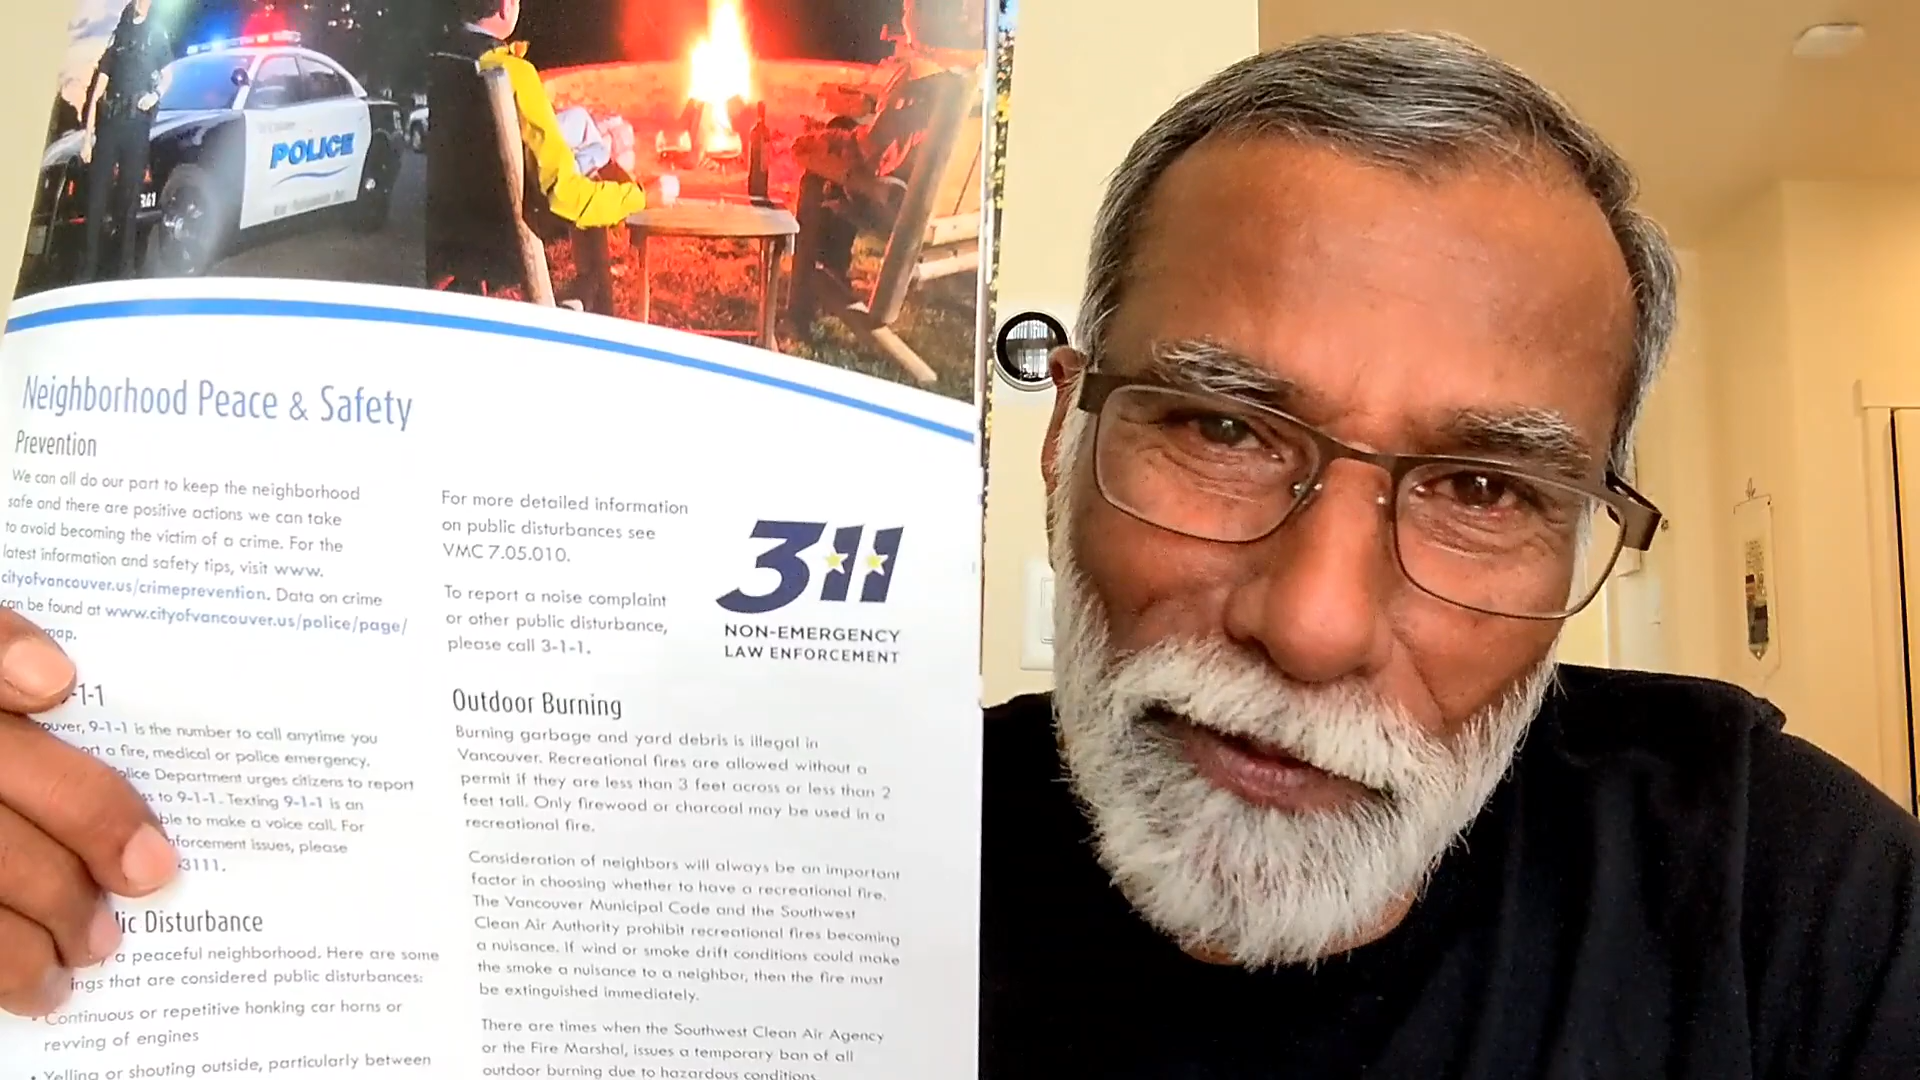 POLICE
341
Neighborhood Peace & Safety
Prevention
We can all do our part to keep the neighborhood
safe and there are positive actions we can take
to avoid becoming the victim of a crime. For the
latest information and safety tips, visit www.
cityofvancouver.us/crimeprevention. Data on crime
can be found at www.cityofvancouver.us/police/page/
map.
-1-1
ouver, 9-1-1 is the number to call anytime you
ort a fire, medical or police emergency.
olice Department urges citizens to report
ss to 9-1-1. Texting 9-1-1 is an
ble to make a voice call. For
nforcement issues, please
-3111.
lic Disturbance
a peaceful neighborhood. Here are some
ings that are considered public disturbances:
• Continuous or repetitive honking car horns or
revving of engines
• Yelling or shouting outside, particularly between
For more detailed information
on public disturbances see
VMC 7.05.010.
To report a noise complaint
or other public disturbance,
please call 3-1-1.
311
NON-EMERGENCY
LAW ENFORCEMENT
Outdoor Burning
Burning garbage and yard debris is illegal in
Vancouver. Recreational fires are allowed without a
permit if they are less than 3 feet across or less than 2
feet tall. Only firewood or charcoal may be used in a
recreational fire.
Consideration of neighbors will always be an important
factor in choosing whether to have a recreational fire.
The Vancouver Municipal Code and the Southwest
Clean Air Authority prohibit recreational fires becoming
a nuisance. If wind or smoke drift conditions could make
the smoke a nuisance to a neighbor, then the fire must
be extinguished immediately.
There are times when the Southwest Clean Air Agency
or the Fire Marshal, issues a temporary ban of all
outdoor burning due to hazardous conditions